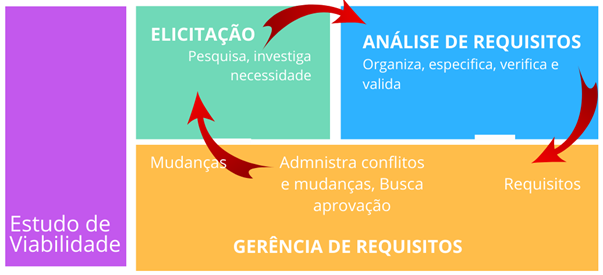 ELICITAÇÃO
Pesquisa, investiga
necessidade
ANÁLISE DE REQUISITOS
Organiza, especifica, verifica e
valida
Mudanças
Admnistra conflitos
e mudanças, Busca
aprovação
Requisitos
GERÊNCIA DE REQUISITOS
Estudo de
Viabilidade